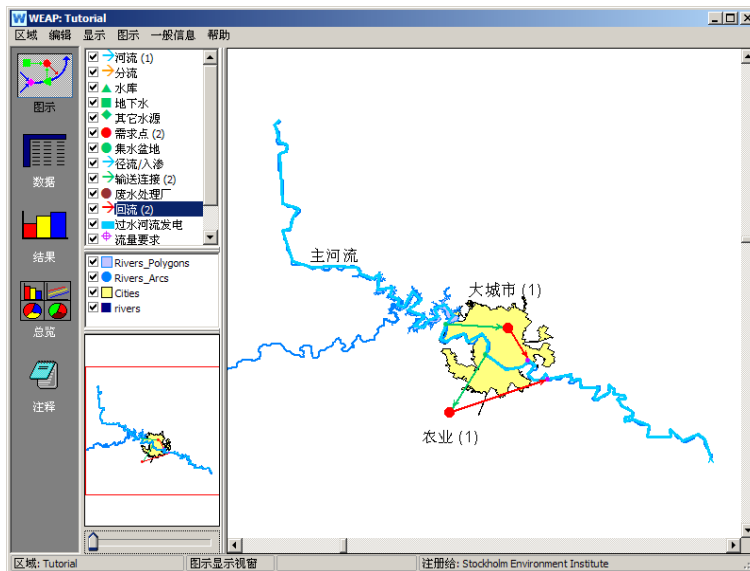 WEAP: Tutorial
区域 编辑 显示 图示 一般信息 帮助
图示
数据
结果
总览
注释
河流 (1)
分流
水库
地下水
其它水源
需求点 (2)
集水盆地
径流/入渗
输送连接 (2)
废水处理厂
回流 (2)
过水河流发电
流量要求
Rivers_Polygons
Rivers_Arcs
Cities
rivers
主河流
大城市 (1)
农业 (1)
区域: Tutorial 图示显示视窗 注册给: Stockholm Environment Institute